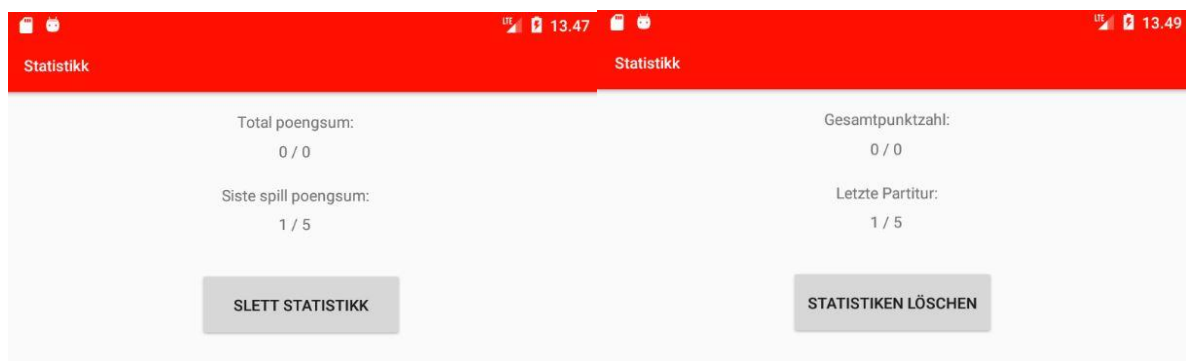 13.47
Statistikk
Total poengsum:
0 / 0
Siste spill poengsum:
1 / 5
SLETT STATISTIKK
13.49
Statistikk
Gesamtpunktzahl:
0 / 0
Letzte Partitur:
1 / 5
STATISTIKEN LÖSCHEN